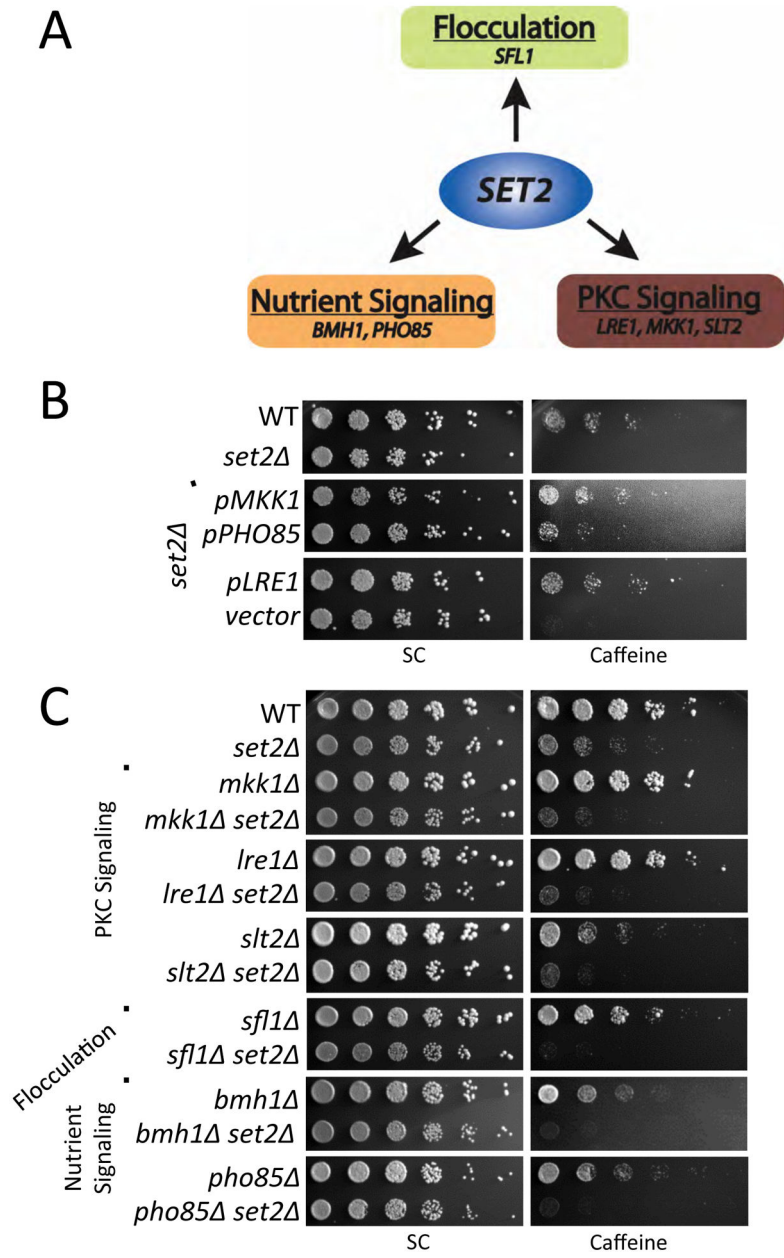 A
Flocculation
SFL1
SET2
Nutrient Signaling
BMH1, PHO85
PKC Signaling
LRE1, MKK1, SLT2
B
WT
set2Δ
set2Δ
pMKK1
pPHO85
pLRE1
vector
SC
Caffeine
C
WT
set2Δ
PKC Signaling
mkk1Δ
mkk1Δ set2Δ
lre1Δ
lre1Δ set2Δ
slt2Δ
slt2Δ set2Δ
Flocculation
sfl1Δ
sfl1Δ set2Δ
Nutrient
Signaling
bmh1Δ
bmh1Δ set2Δ
pho85Δ
pho85Δ set2Δ
SC
Caffeine